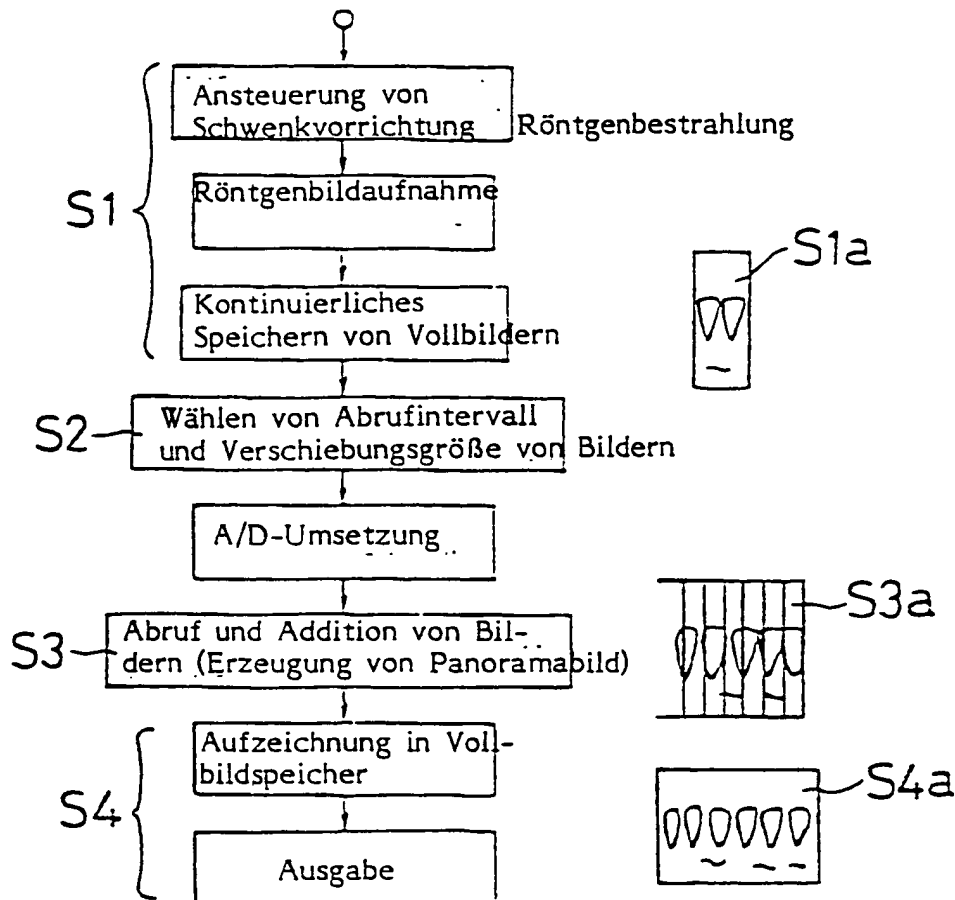 Ansteuerung von
Schwenkvorrichtung Röntgenbestrahlung
S1
Röntgenbildaufnahme
S1a
Kontinuierliches
Speichern von Vollbildern
S2
Wählen von Abrufintervall
und Verschiebungsgröße von Bildern
A/D-Umsetzung
S3a
S3
Abruf und Addition von Bil-
dern (Erzeugung von Panoramabild)
S4
Aufzeichnung in Voll-
bildspeicher
S4a
Ausgabe